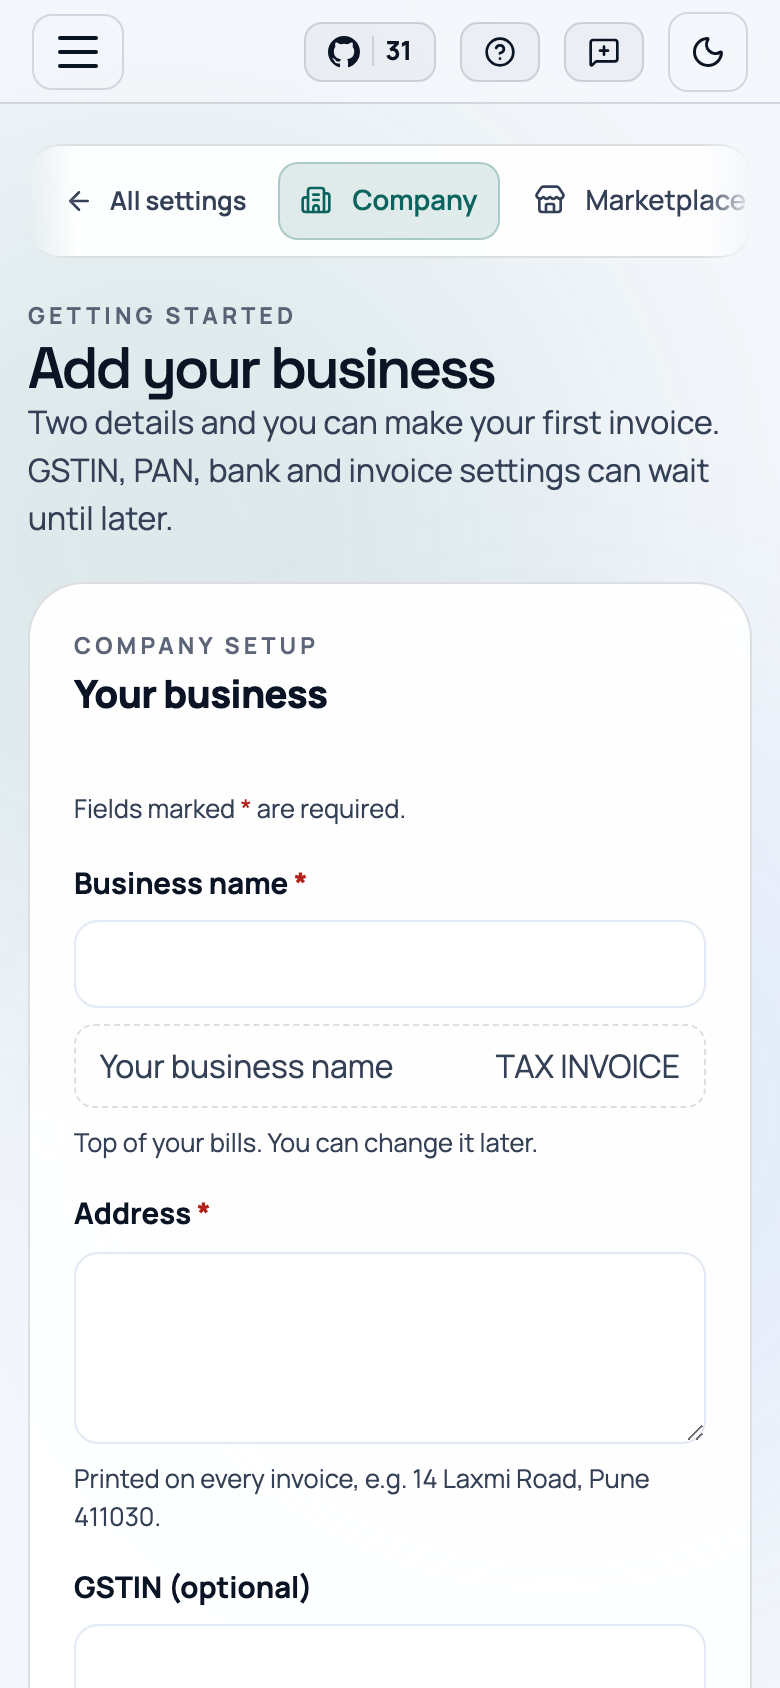 31
All settings
Company
Marketplace
GETTING STARTED
Add your business
Two details and you can make your first invoice.
GSTIN, PAN, bank and invoice settings can wait
until later.
COMPANY SETUP
Your business
Fields marked * are required.
Business name *
Your business name TAX INVOICE
Top of your bills. You can change it later.
Address *
Printed on every invoice, e.g. 14 Laxmi Road, Pune
411030.
GSTIN (optional)